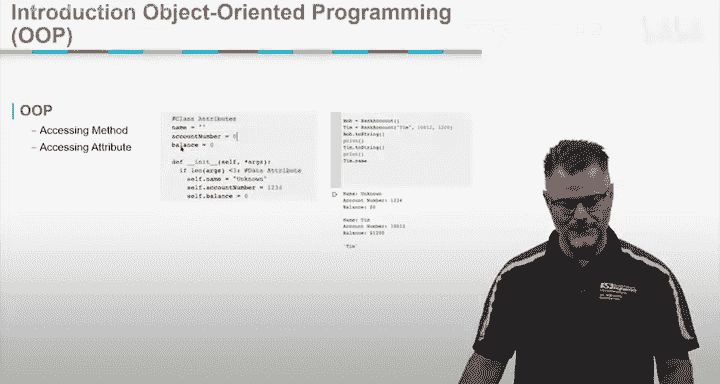 Introduction Object-Oriented Programming
(OOP)
OOP
– Accessing Method
– Accessing Attribute
#Class Attributes
name = ""
accountNumber = 0
balance = 0
def __init__(self, *args):
if len(args) <3: #Data Attribute
self.name = "Unknown"
self.accountNumber = 1234
self.balance = 0
Bob = BankAccount()
Tim = BankAccount("Tim", 10012, 1200)
Bob.toString()
print()
Tim.toString()
print()
Tim.name
Name: Unknown
Account Number: 1234
Balance: $0
Name: Tim
Account Number: 10012
Balance: $1200
'Tim'